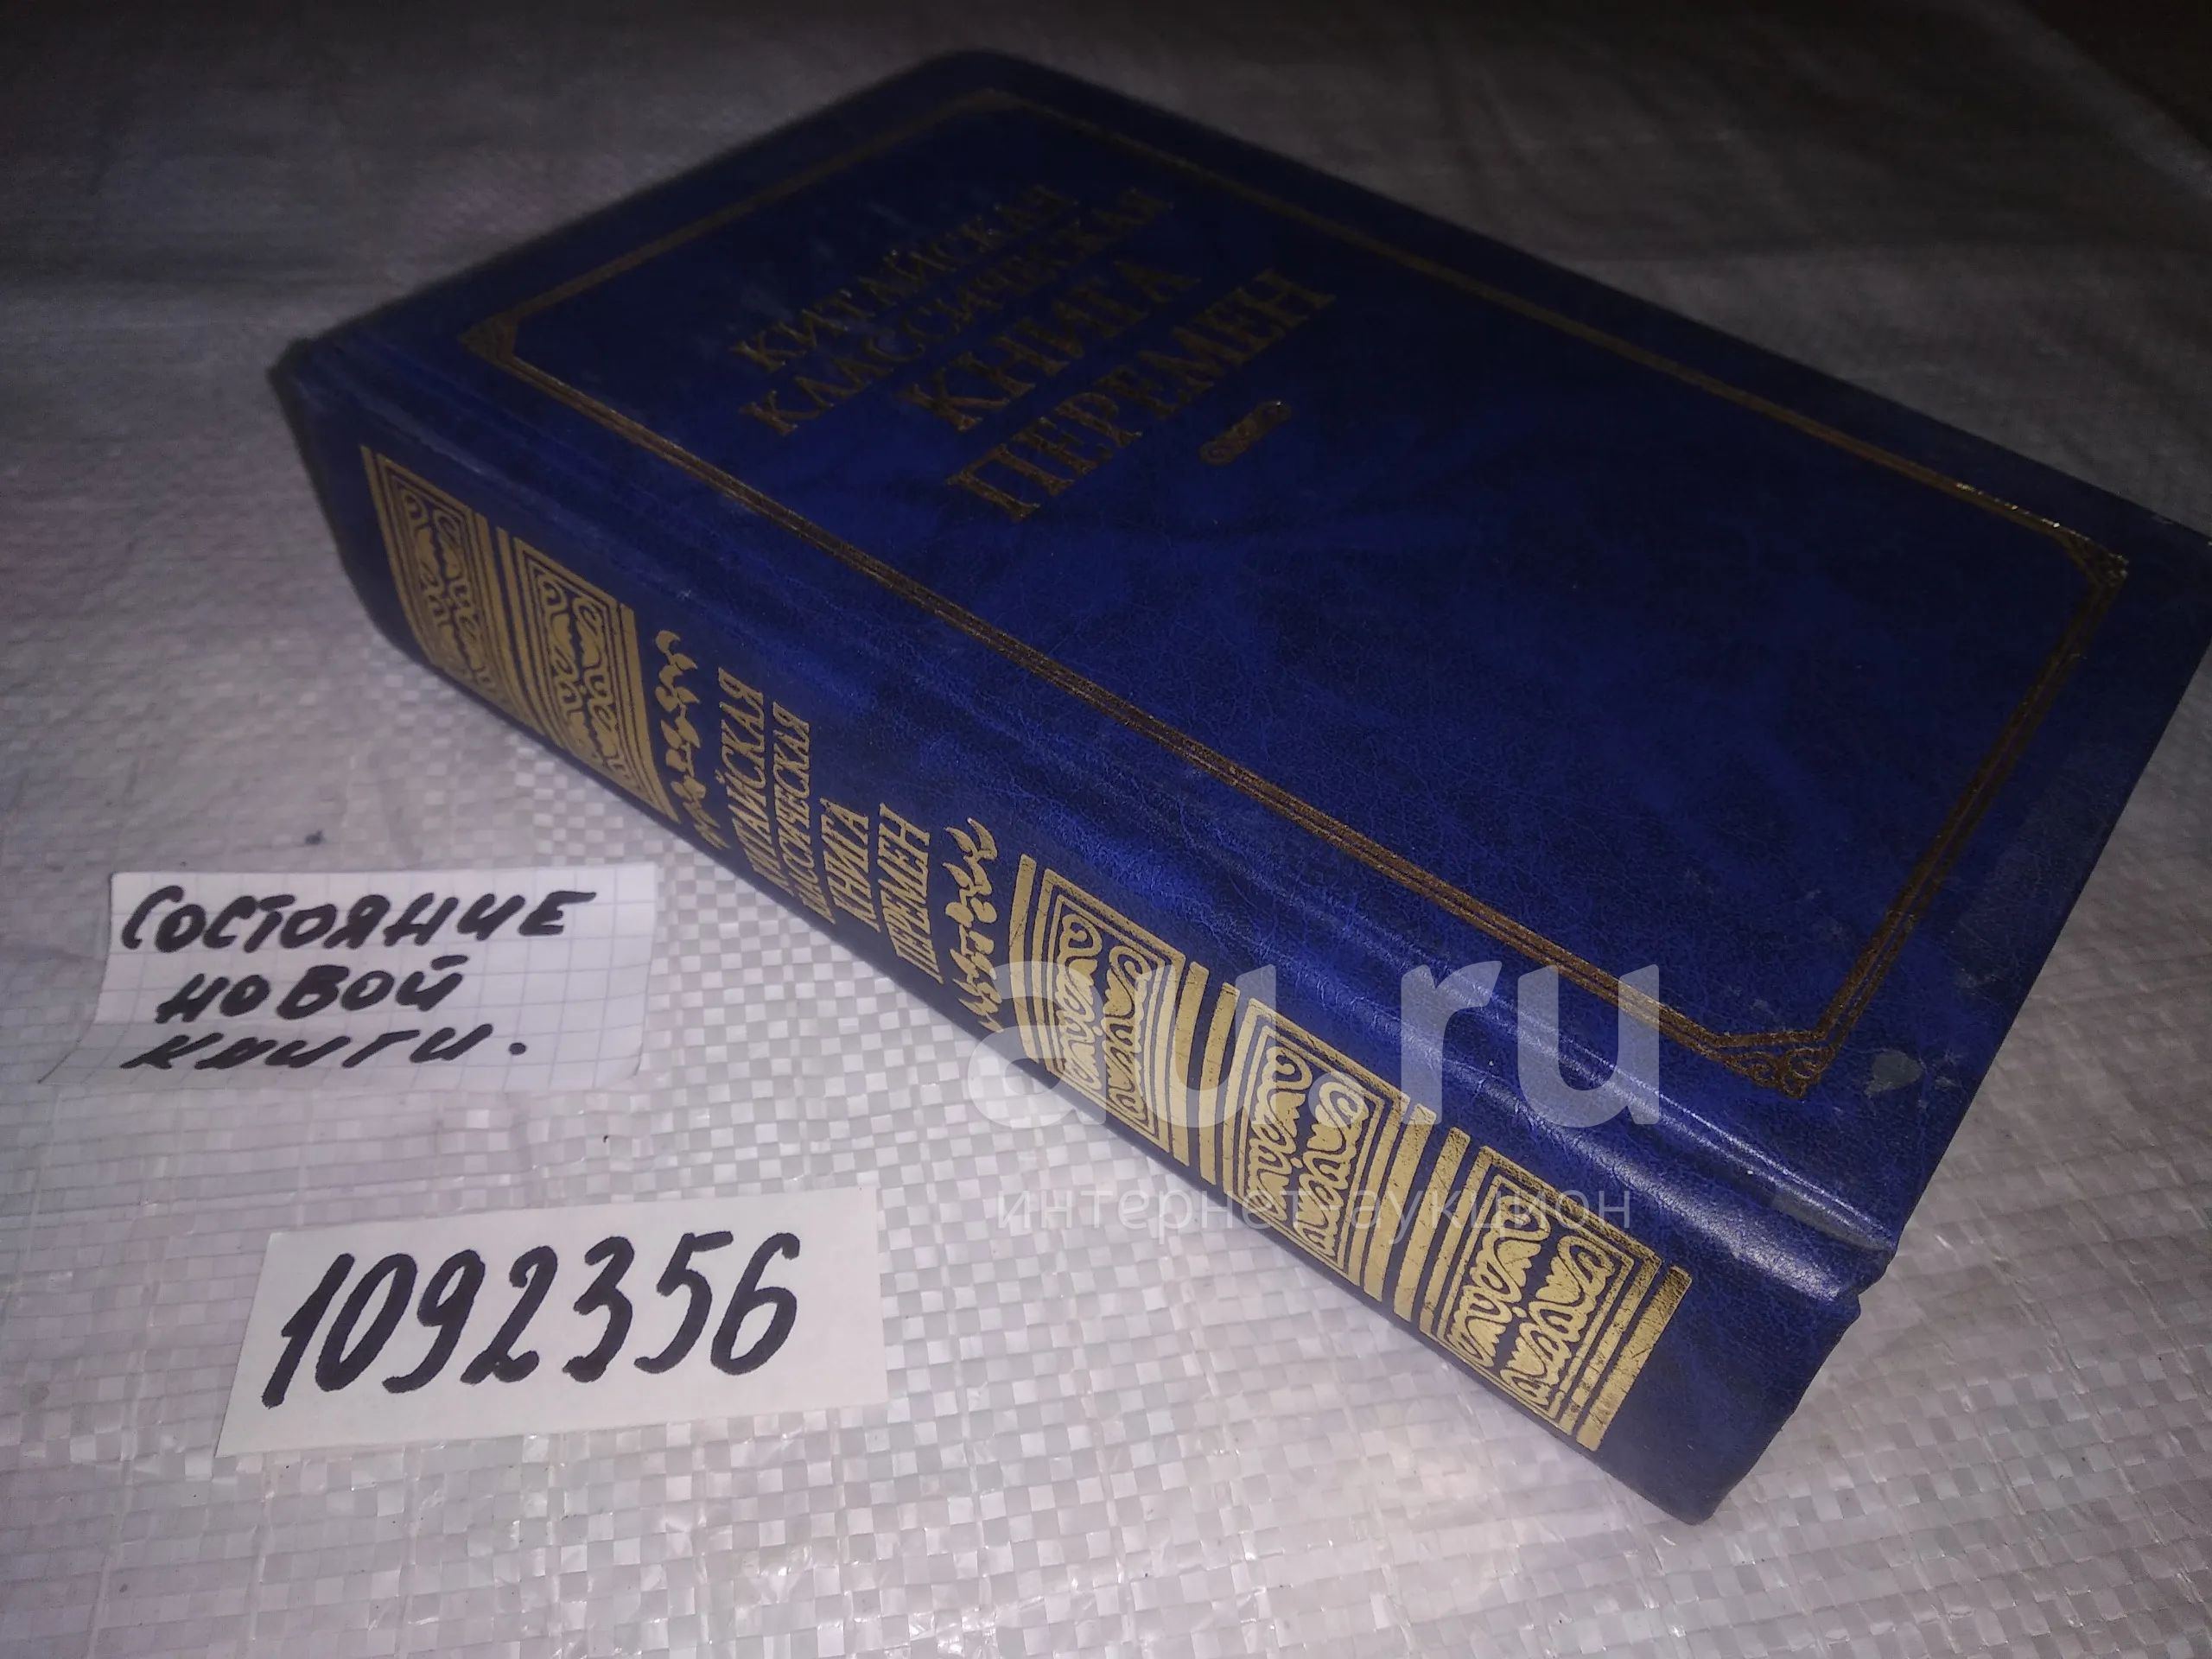 КИТАЙСКАЯ
КЛАССИЧЕСКАЯ
КНИГА
ПЕРЕМЕН
КИТАЙСКАЯ
КЛАССИЧЕСКАЯ
КНИГА
ПЕРЕМЕН
СОСТОЯНИЕ
НОВОЙ
КНИГИ.
1092356
au.ru
интернет-аукцион